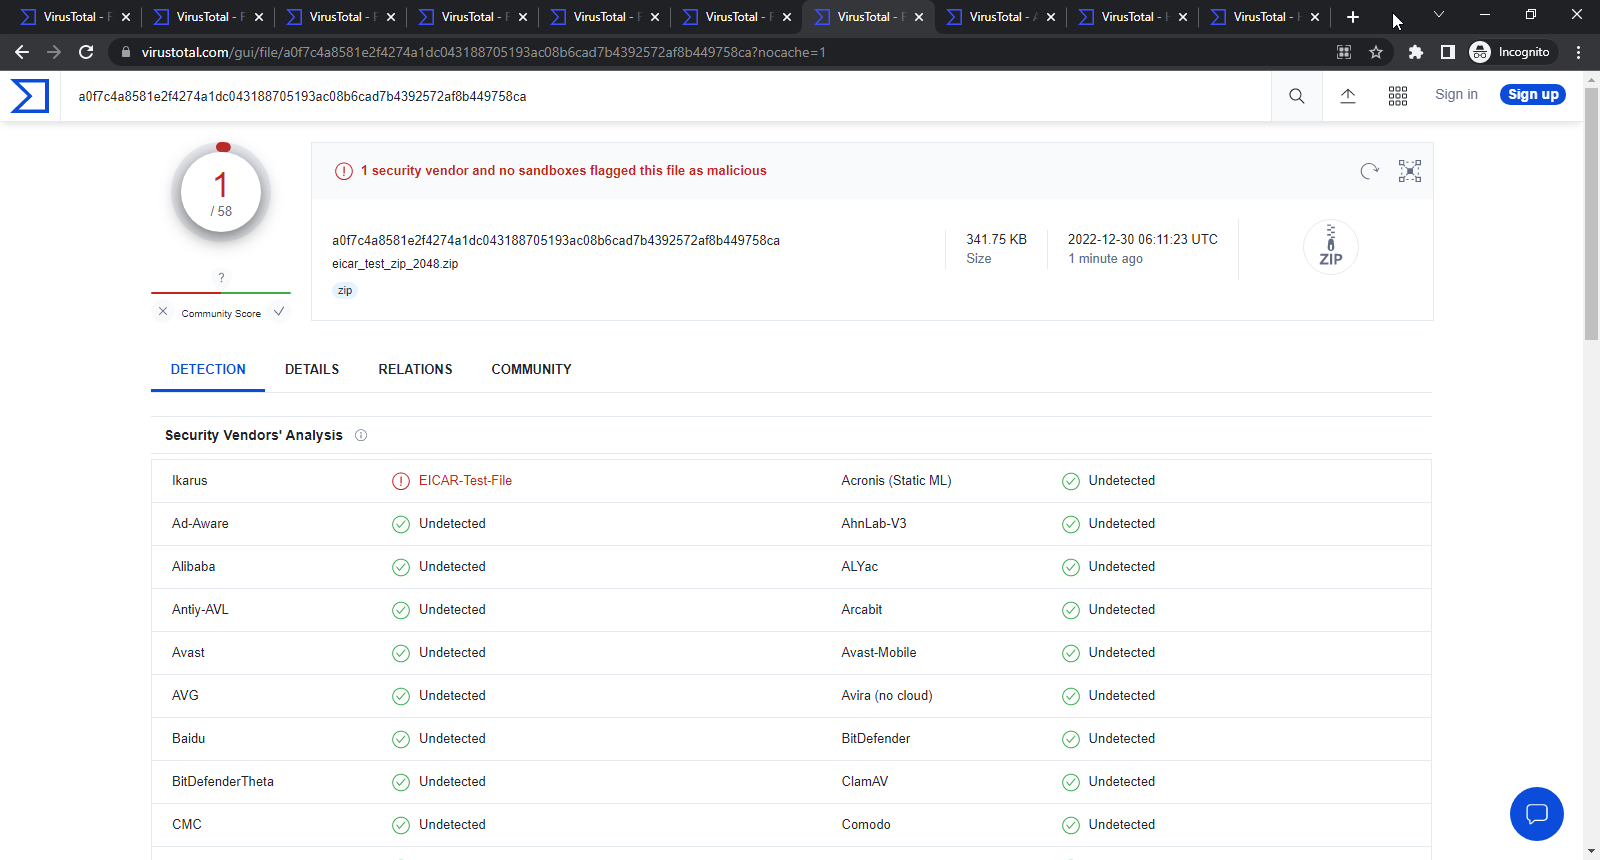 VirusTotal - F
VirusTotal - F
VirusTotal - F
VirusTotal - F
VirusTotal - F
VirusTotal - F
VirusTotal - F
VirusTotal - A
VirusTotal - H
VirusTotal - H
virustotal.com/gui/file/a0f7c4a8581e2f4274a1dc043188705193ac08b6cad7b4392572af8b449758ca?nocache=1
Incognito
a0f7c4a8581e2f4274a1dc043188705193ac08b6cad7b4392572af8b449758ca
Sign in
Sign up
1
/ 58
?
Community Score
1 security vendor and no sandboxes flagged this file as malicious
a0f7c4a8581e2f4274a1dc043188705193ac08b6cad7b4392572af8b449758ca
eicar_test_zip_2048.zip
zip
341.75 KB
Size
2022-12-30 06:11:23 UTC
1 minute ago
ZIP
DETECTION
DETAILS
RELATIONS
COMMUNITY
Security Vendors' Analysis
Ikarus EICAR-Test-File Acronis (Static ML) Undetected
Ad-Aware Undetected AhnLab-V3 Undetected
Alibaba Undetected ALYac Undetected
Antiy-AVL Undetected Arcabit Undetected
Avast Undetected Avast-Mobile Undetected
AVG Undetected Avira (no cloud) Undetected
Baidu Undetected BitDefender Undetected
BitDefenderTheta Undetected ClamAV Undetected
CMC Undetected Comodo Undetected